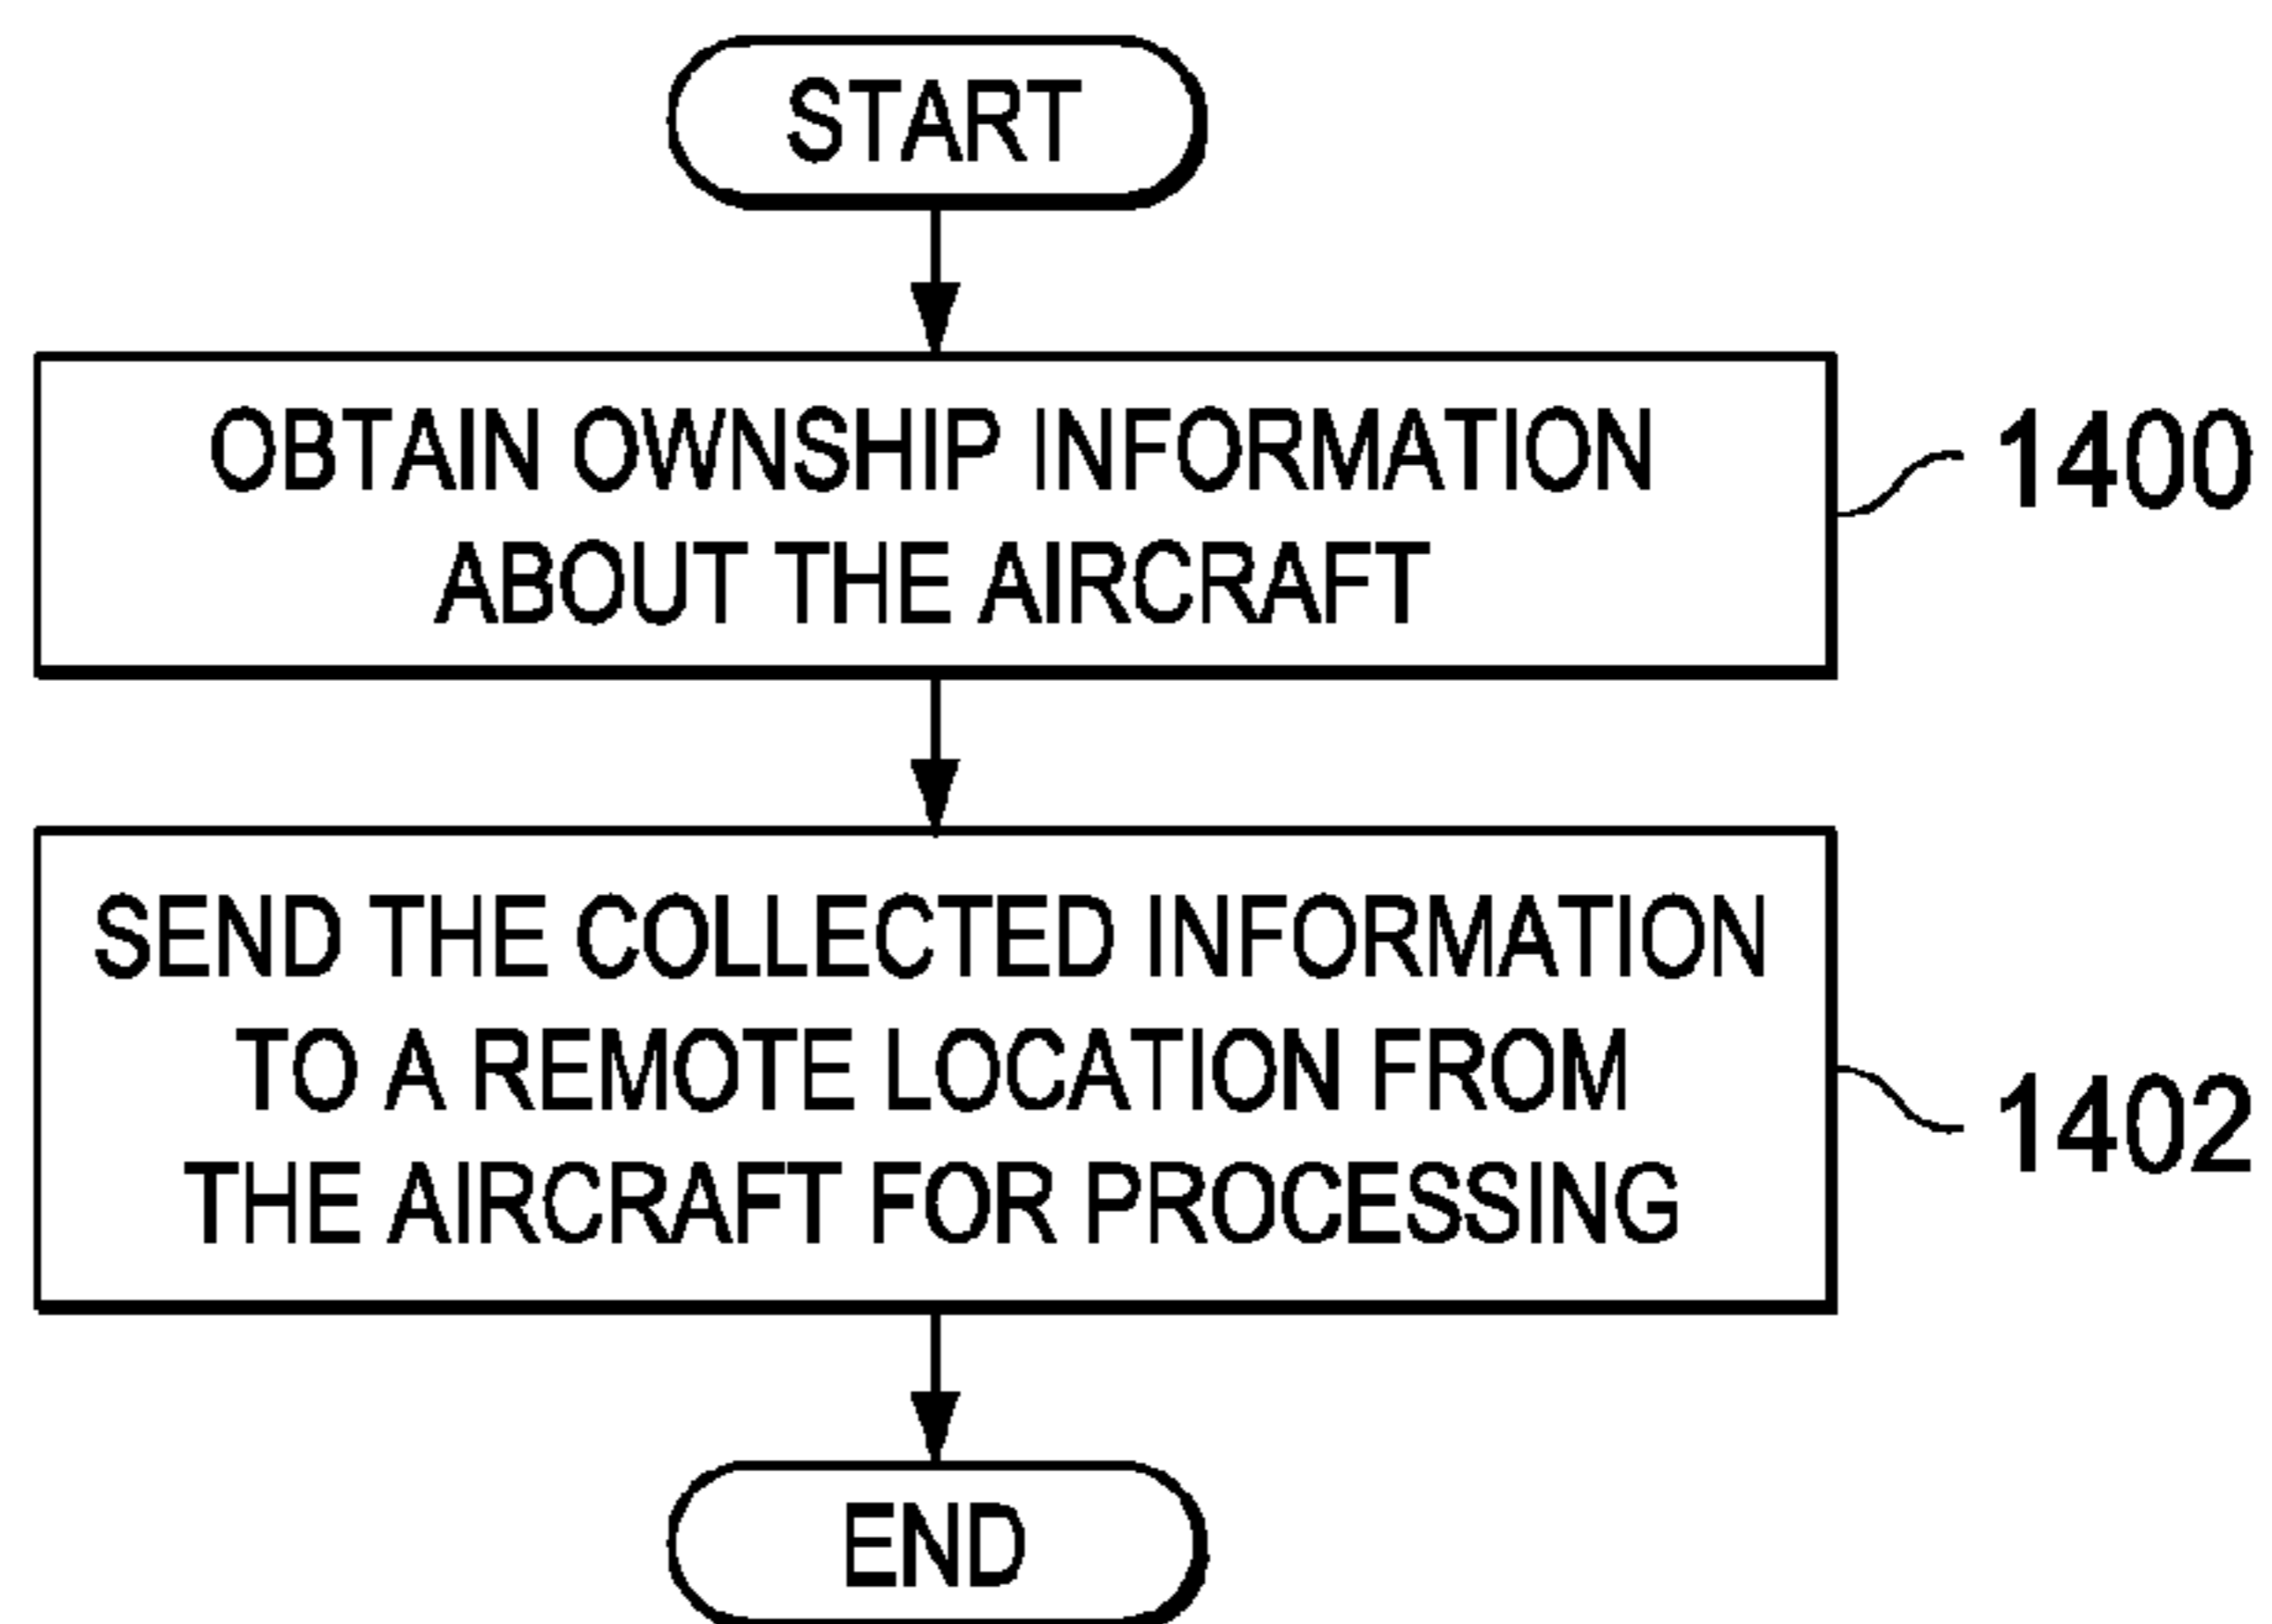 START
OBTAIN OWNSHIP INFORMATION
ABOUT THE AIRCRAFT
1400
SEND THE COLLECTED INFORMATION
TO A REMOTE LOCATION FROM
THE AIRCRAFT FOR PROCESSING
1402
END